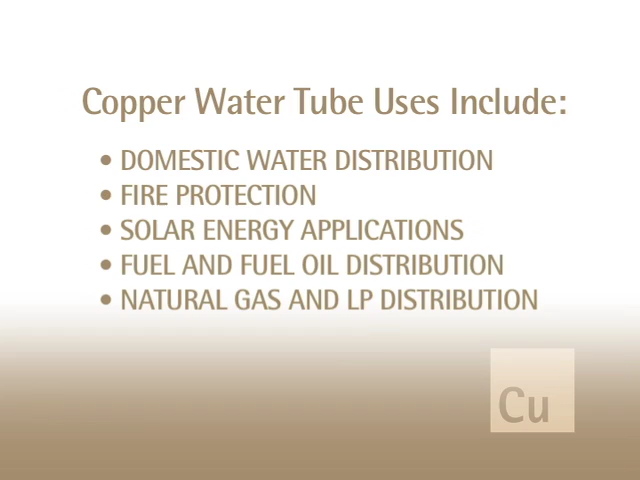 Copper Water Tube Uses Include:
• DOMESTIC WATER DISTRIBUTION
• FIRE PROTECTION
• SOLAR ENERGY APPLICATIONS
• FUEL AND FUEL OIL DISTRIBUTION
• NATURAL GAS AND LP DISTRIBUTION
Cu